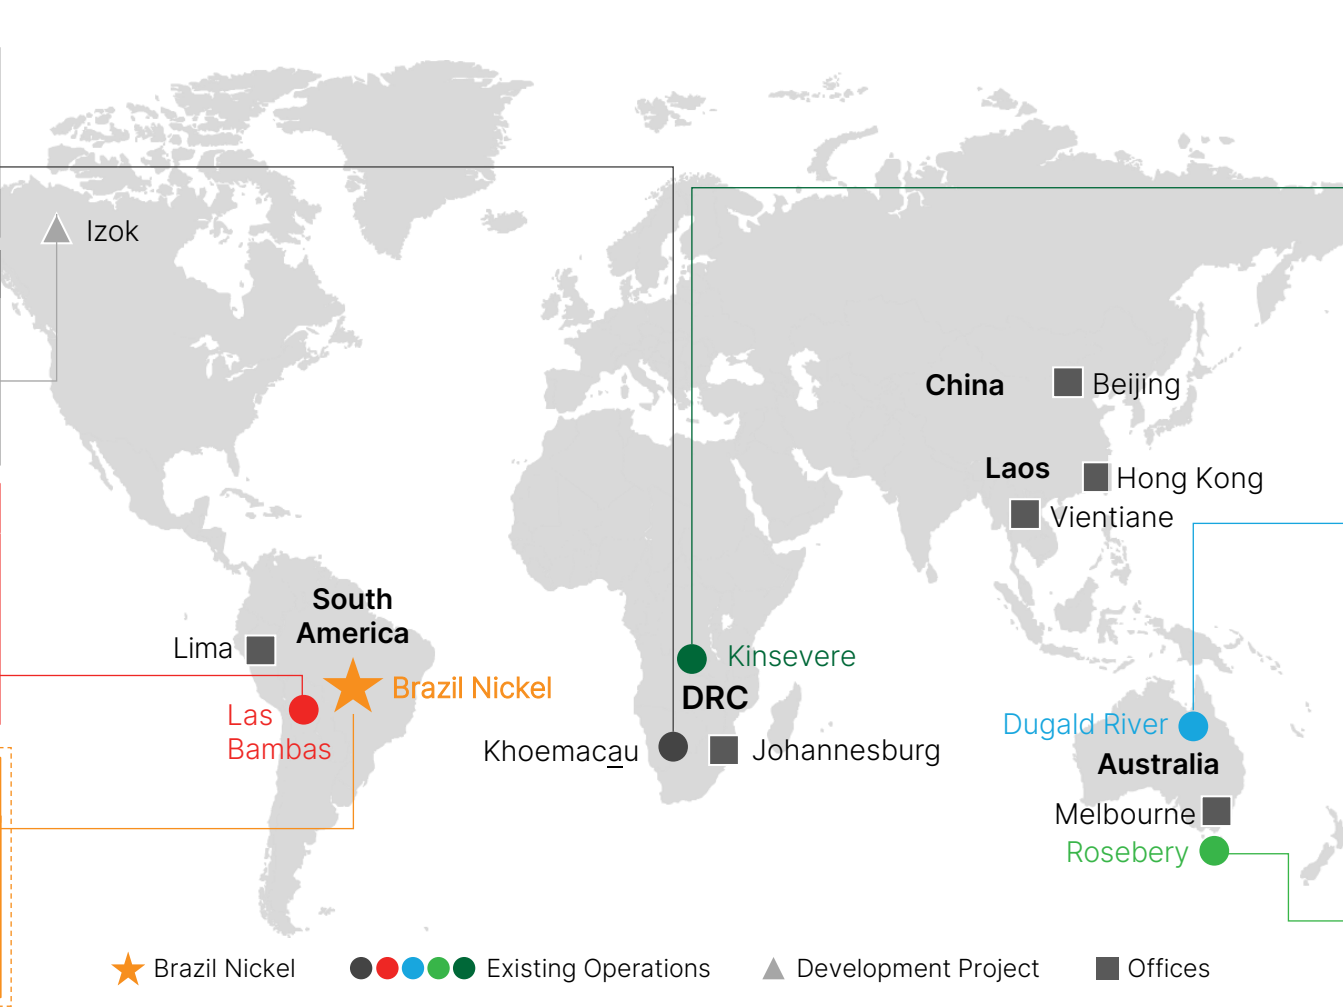 Izok
China
Beijing
Laos
Hong Kong
Vientiane
South
America
Lima
Brazil Nickel
Las
Bambas
Kinsevere
DRC
Khoemacau
Johannesburg
Dugald River
Australia
Melbourne
Rosebery
Brazil Nickel
Existing Operations
Development Project
Offices